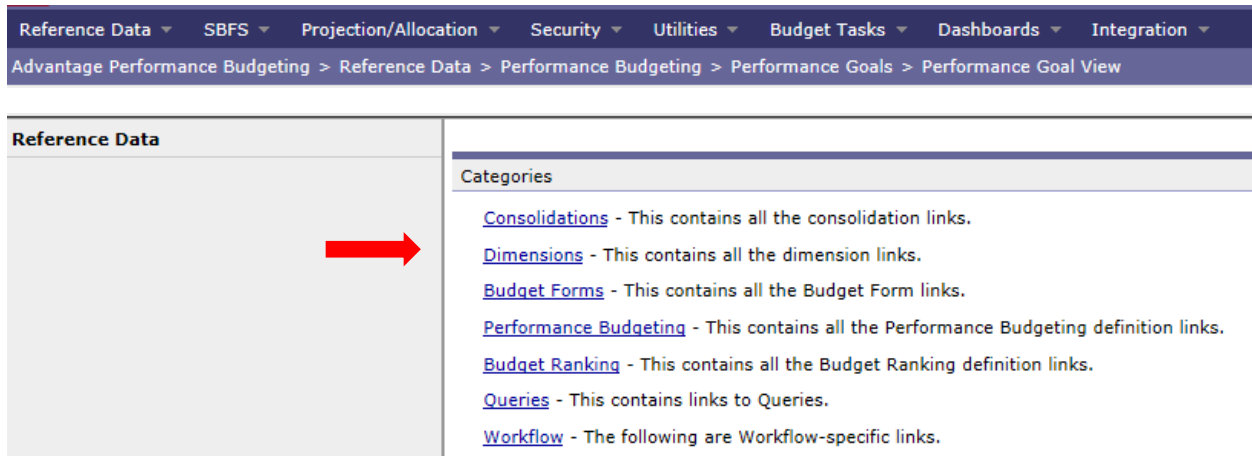 Reference Data SBFS Projection/Allocation Security Utilities Budget Tasks Dashboards Integration
Advantage Performance Budgeting > Reference Data > Performance Budgeting > Performance Goals > Performance Goal View
Reference Data
Categories
Consolidations - This contains all the consolidation links.
Dimensions - This contains all the dimension links.
Budget Forms - This contains all the Budget Form links.
Performance Budgeting - This contains all the Performance Budgeting definition links.
Budget Ranking - This contains all the Budget Ranking definition links.
Queries - This contains links to Queries.
Workflow - The following are Workflow-specific links.